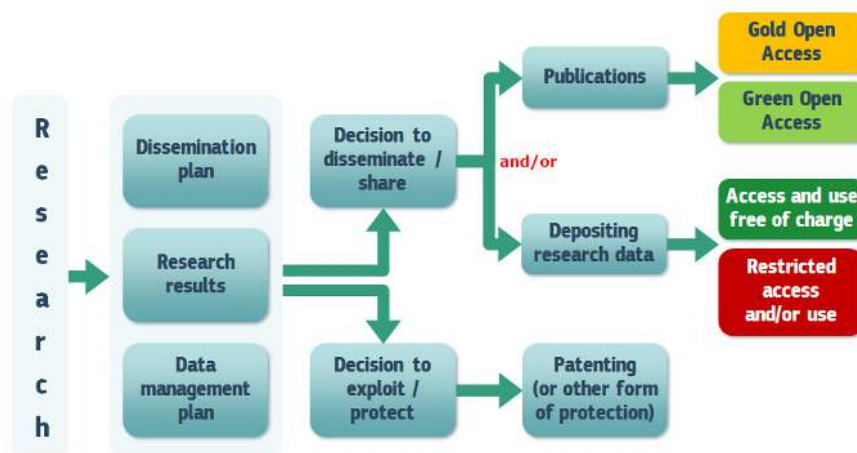 Research
Dissemination
plan
Research
results
Data
management
plan
Decision to
disseminate /
share
Decision to
exploit /
protect
and/or
Publications
Depositing
research data
Patenting
(or other form
of protection)
Gold Open
Access
Green Open
Access
Access and use
free of charge
Restricted
access
and/or use